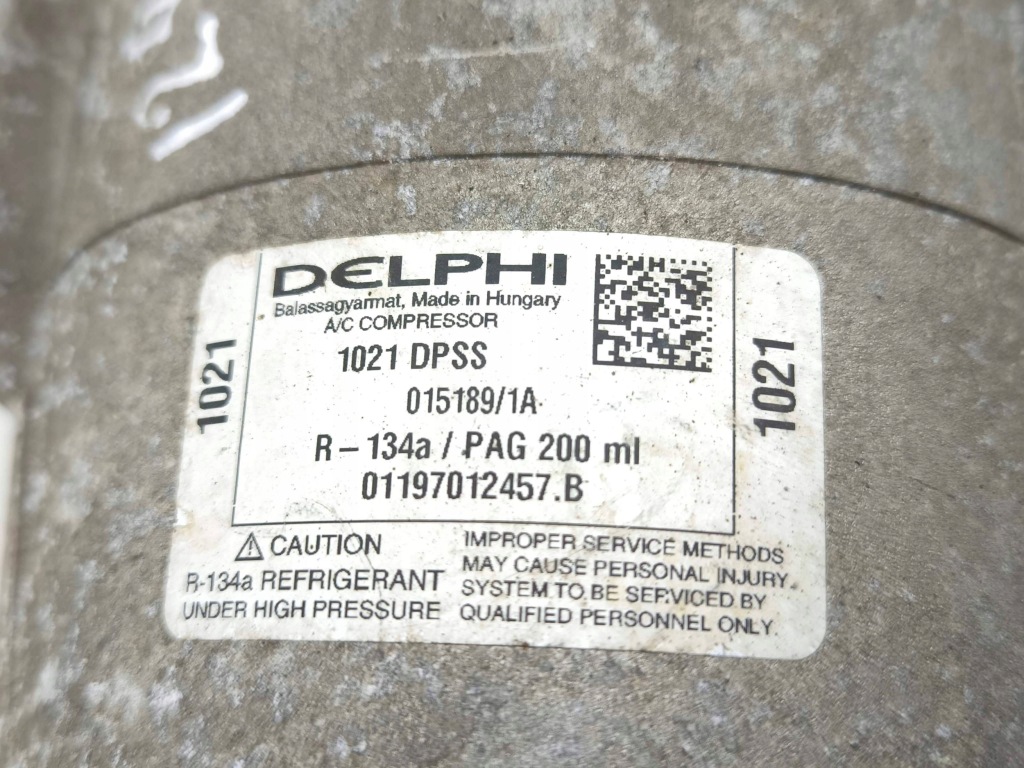 DELPHI
Balassagyarmat, Made in Hungary
A/C COMPRESSOR
1021 DPSS
015189/1A
R-134a / PAG 200 ml
01197012457.B
1021
1021
CAUTION
R-134a REFRIGERANT
UNDER HIGH PRESSURE
IMPROPER SERVICE METHODS
MAY CAUSE PERSONAL INJURY.
SYSTEM TO BE SERVICED BY
QUALIFIED PERSONNEL ONLY.